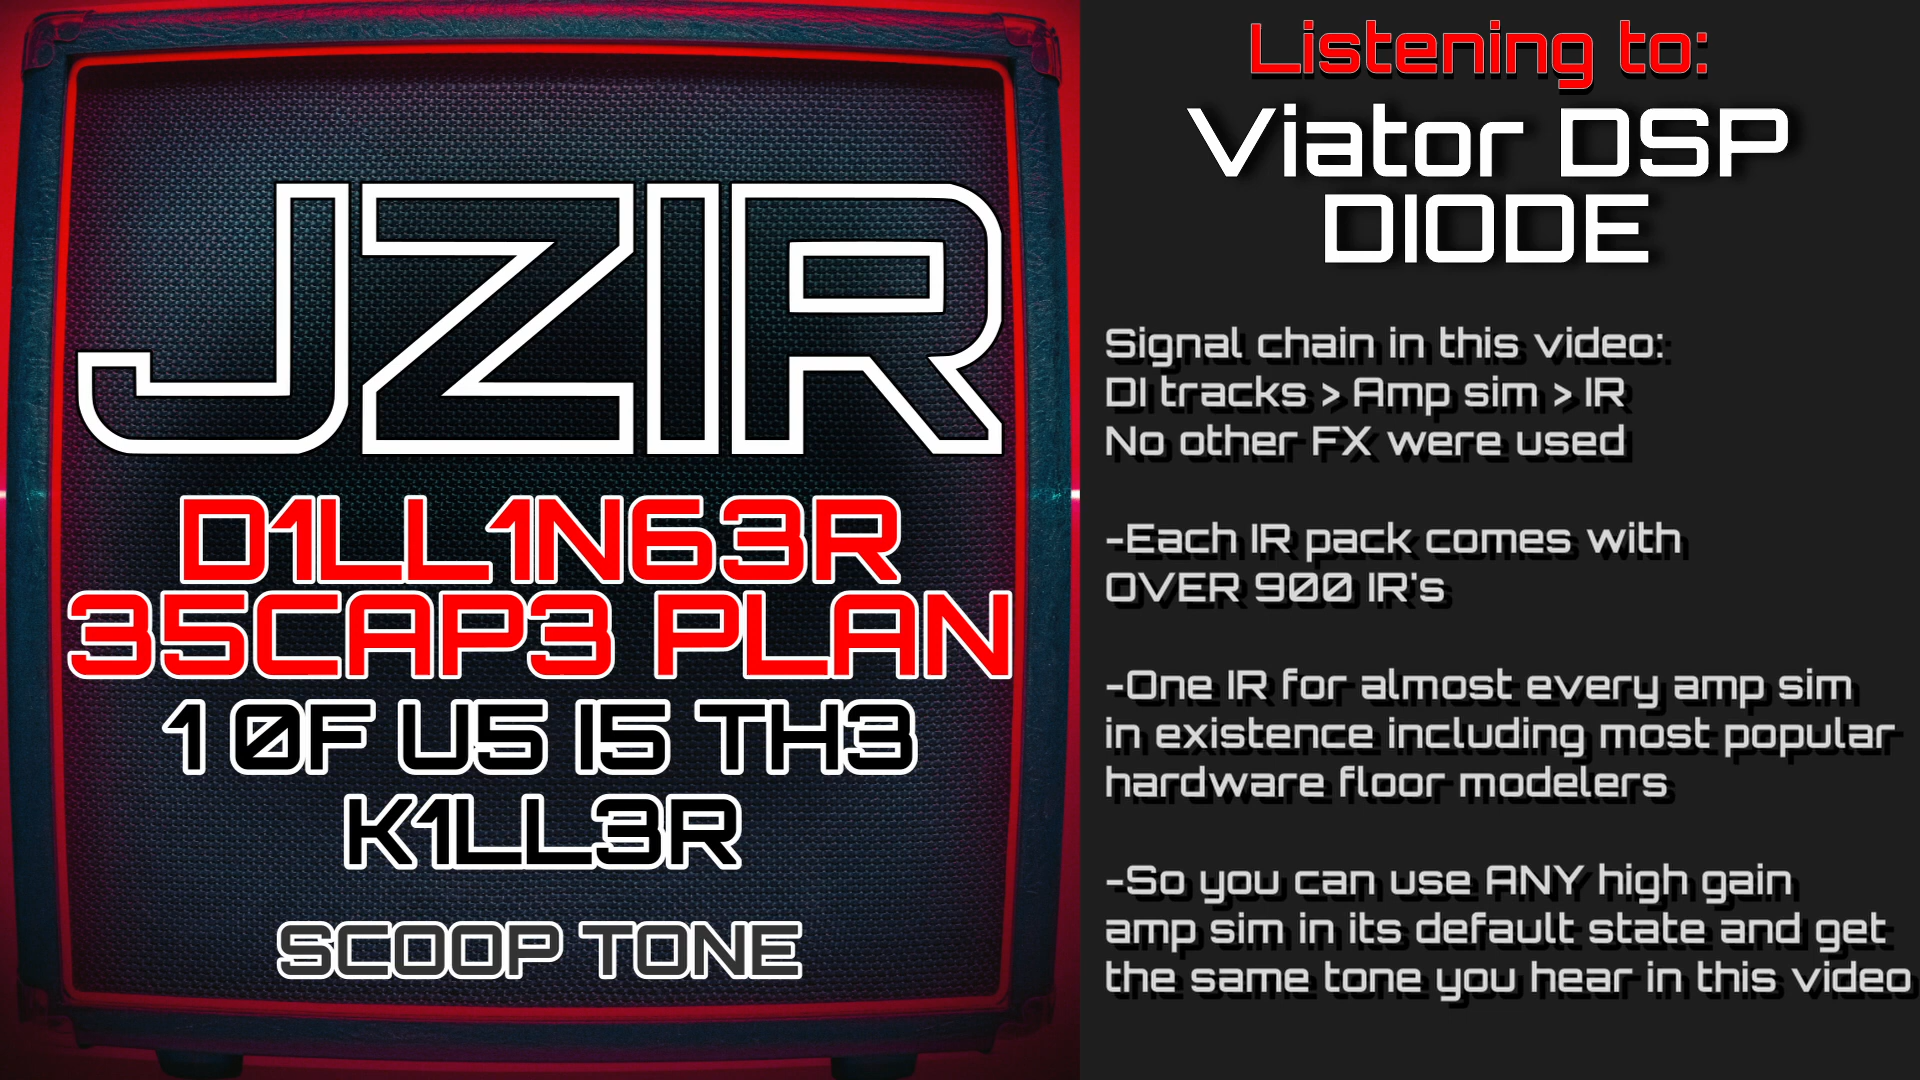 JZIR
D1LL1N63R
35CAP3 PLAN
1 0F U5 I5 TH3
K1LL3R
SCOOP TONE
Listening to:
Viator DSP
DIODE
Signal chain in this video:
DI tracks > Amp sim > IR
No other FX were used
-Each IR pack comes with
OVER 900 IR's
-One IR for almost every amp sim
in existence including most popular
hardware floor modelers
-So you can use ANY high gain
amp sim in its default state and get
the same tone you hear in this video